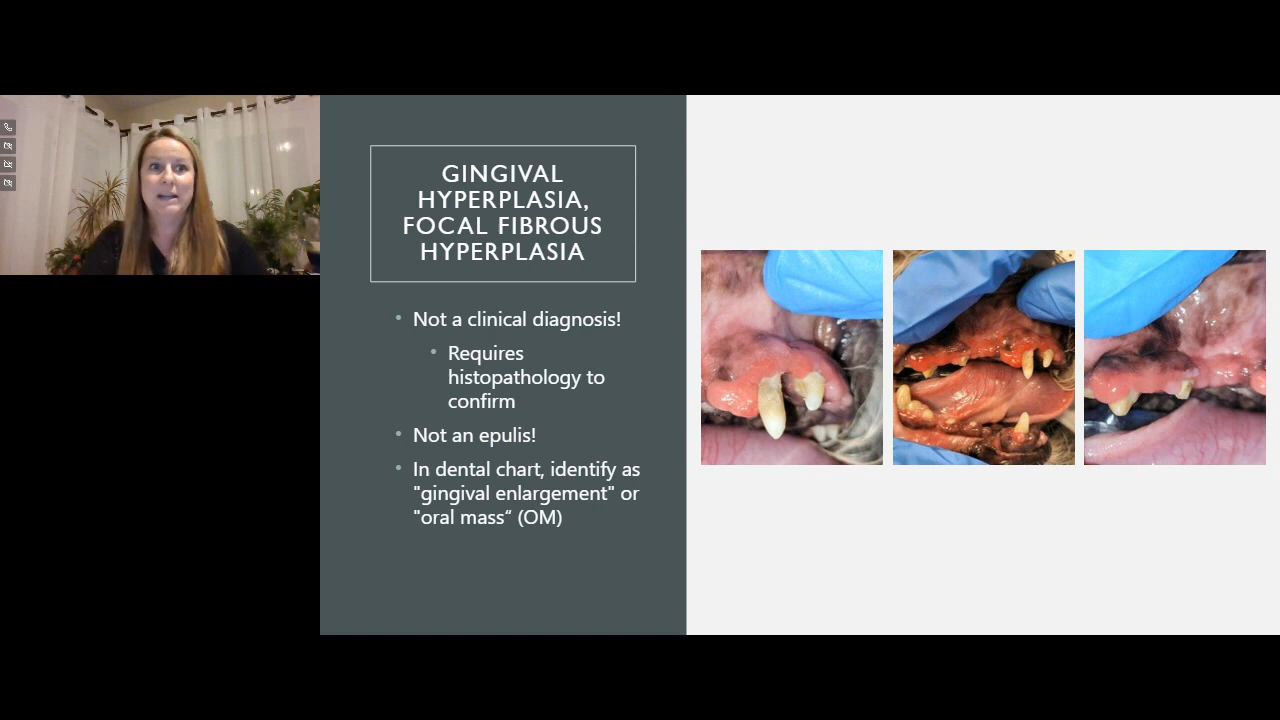 GINGIVAL
HYPERPLASIA,
FOCAL FIBROUS
HYPERPLASIA
• Not a clinical diagnosis!
• Requires
histopathology to
confirm
• Not an epulis!
• In dental chart, identify as
"gingival enlargement" or
"oral mass“ (OM)